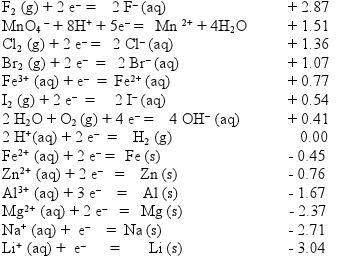 F₂ (g) + 2 e⁻ = 2 F⁻ (aq) + 2.87
MnO₄⁻ + 8H⁺ + 5e⁻ = Mn ²⁺ + 4H₂O + 1.51
Cl₂ (g) + 2 e⁻ = 2 Cl⁻ (aq) + 1.36
Br₂ (g) + 2 e⁻ = 2 Br⁻ (aq) + 1.07
Fe³⁺ (aq) + e⁻ = Fe²⁺ (aq) + 0.77
I₂ (g) + 2 e⁻ = 2 I⁻ (aq) + 0.54
2 H₂O + O₂ (g) + 4 e⁻ = 4 OH⁻ (aq) + 0.41
2 H⁺(aq) + 2 e⁻ = H₂ (g) 0.00
Fe²⁺ (aq) + 2 e⁻ = Fe (s) - 0.45
Zn²⁺ (aq) + 2 e⁻ = Zn (s) - 0.76
Al³⁺ (aq) + 3 e⁻ = Al (s) - 1.67
Mg²⁺ (aq) + 2 e⁻ = Mg (s) - 2.37
Na⁺ (aq) + e⁻ = Na (s) - 2.71
Li⁺ (aq) + e⁻ = Li (s) - 3.04